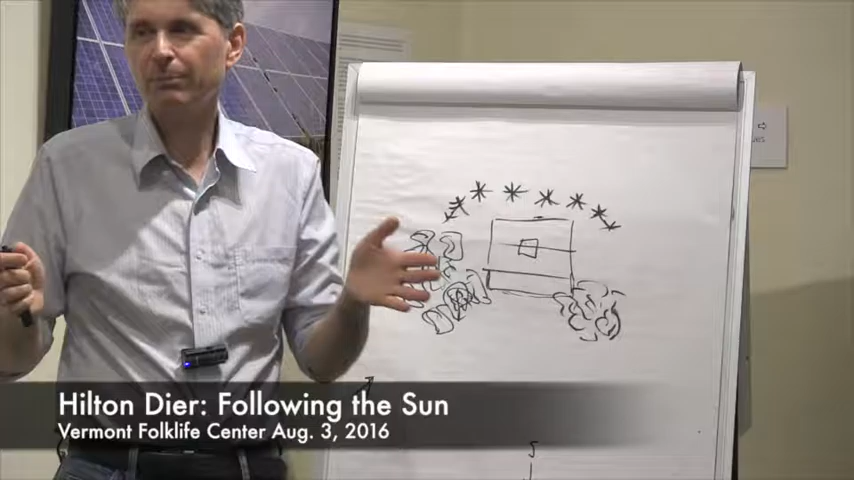 Hilton Dier: Following the Sun
Vermont Folklife Center Aug. 3, 2016
S